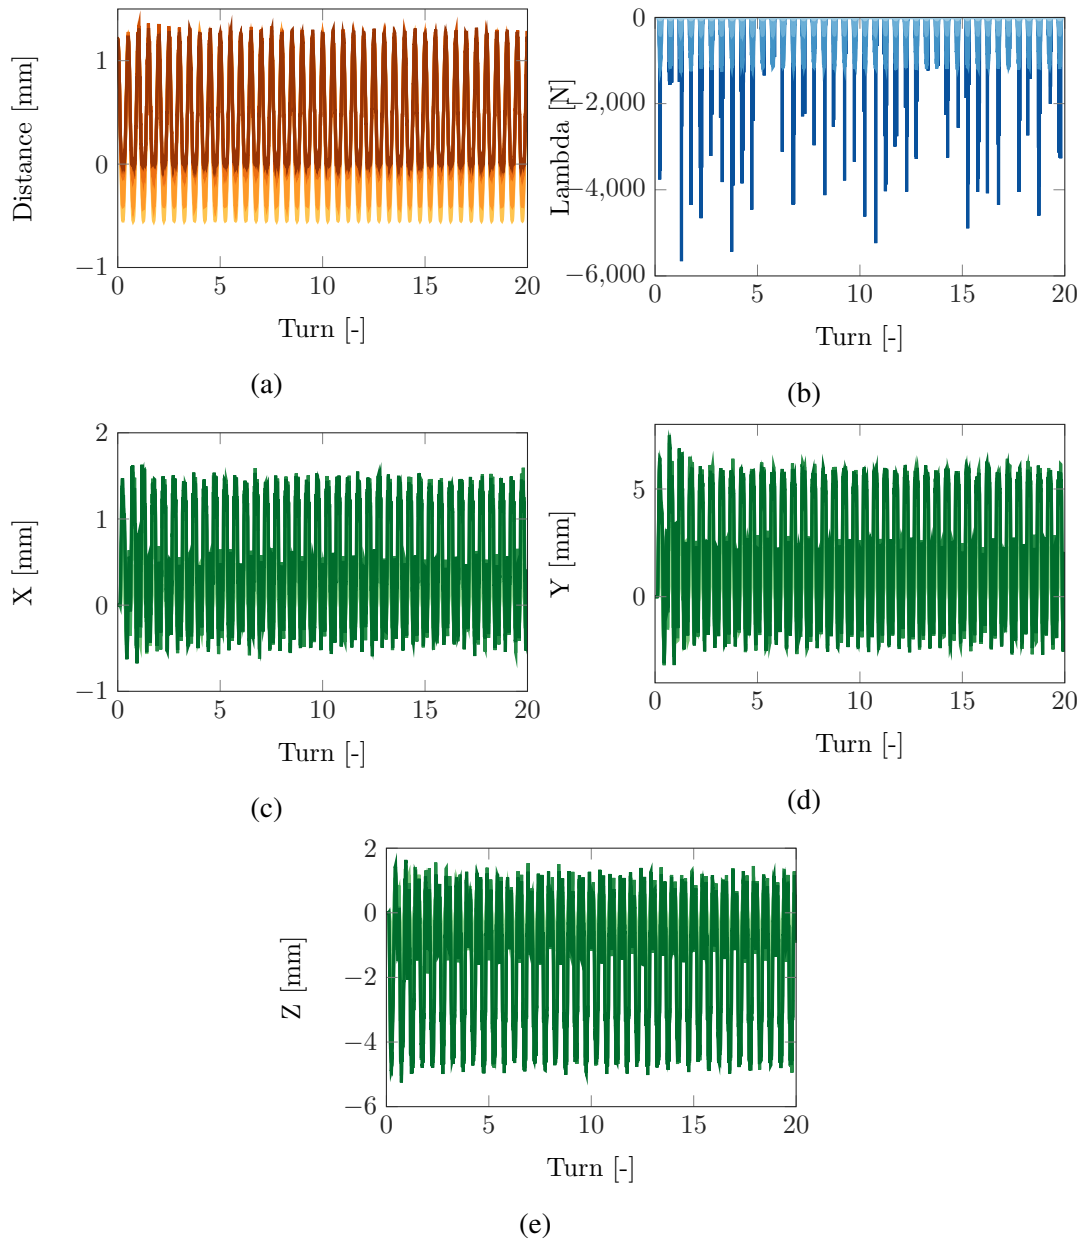 1
0
−1
Distance [mm]
0 5 10 15 20
Turn [-]
(a)
0
−2,000
−4,000
−6,000
Lambda [N]
0 5 10 15 20
Turn [-]
(b)
2
1
0
−1
X [mm]
0 5 10 15 20
Turn [-]
(c)
5
0
Y [mm]
0 5 10 15 20
Turn [-]
(d)
2
0
−2
−4
−6
Z [mm]
0 5 10 15 20
Turn [-]
(e)